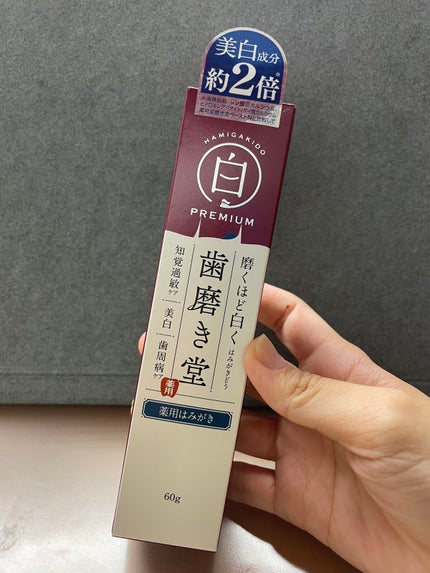 美白成分
約2倍
HAMIGAKIDO
白
PREMIUM
磨くほど白く
はみがきどう
歯磨き堂
薬用
知覚過敏ケア
美白
歯周病ケア
薬用はみがき
60g